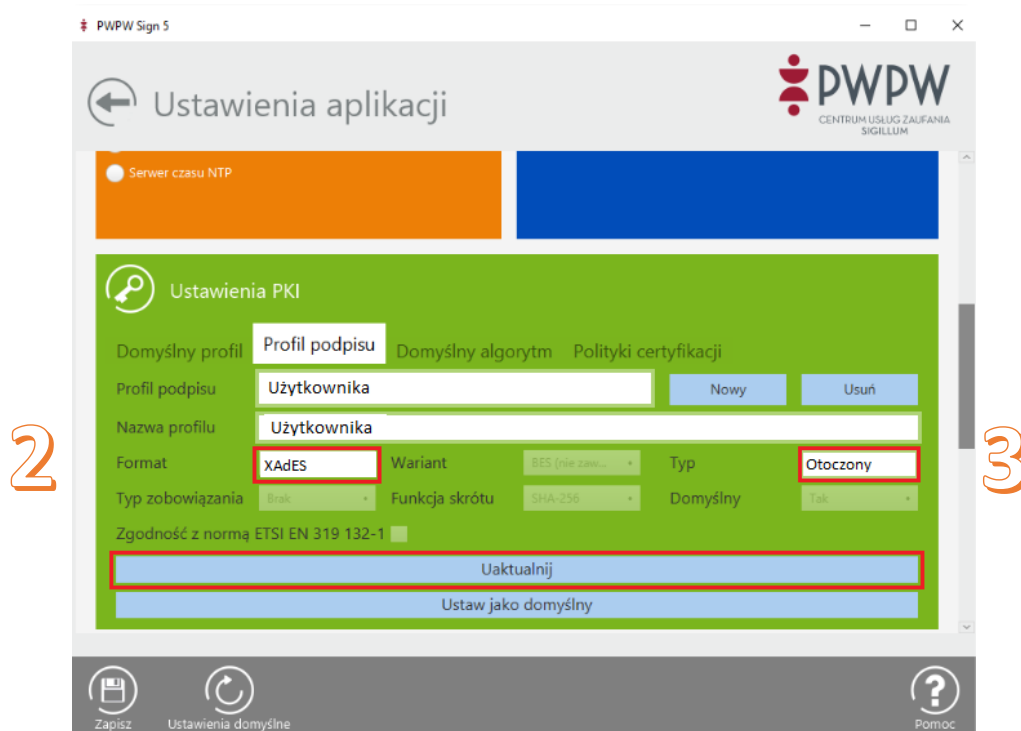 PWPW Sign 5
Ustawienia aplikacji
PWPW
CENTRUM USŁUG ZAUFANIA
SIGILLUM
Serwer czasu NTP
Ustawienia PKI
Domyślny profil Profil podpisu Domyślny algorytm Polityki certyfikacji
Profil podpisu Użytkownika Nowy Usuń
Nazwa profilu Użytkownika
2 3
Format XAdES Wariant BES (nie zaw... Typ Otoczony
Typ zobowiązania Brak Funkcja skrótu SHA-256 Domyślny Tak
Zgodność z normą ETSI EN 319 132-1
Uaktualnij
Ustaw jako domyślny
Zapisz Ustawienia domyślne Pomoc